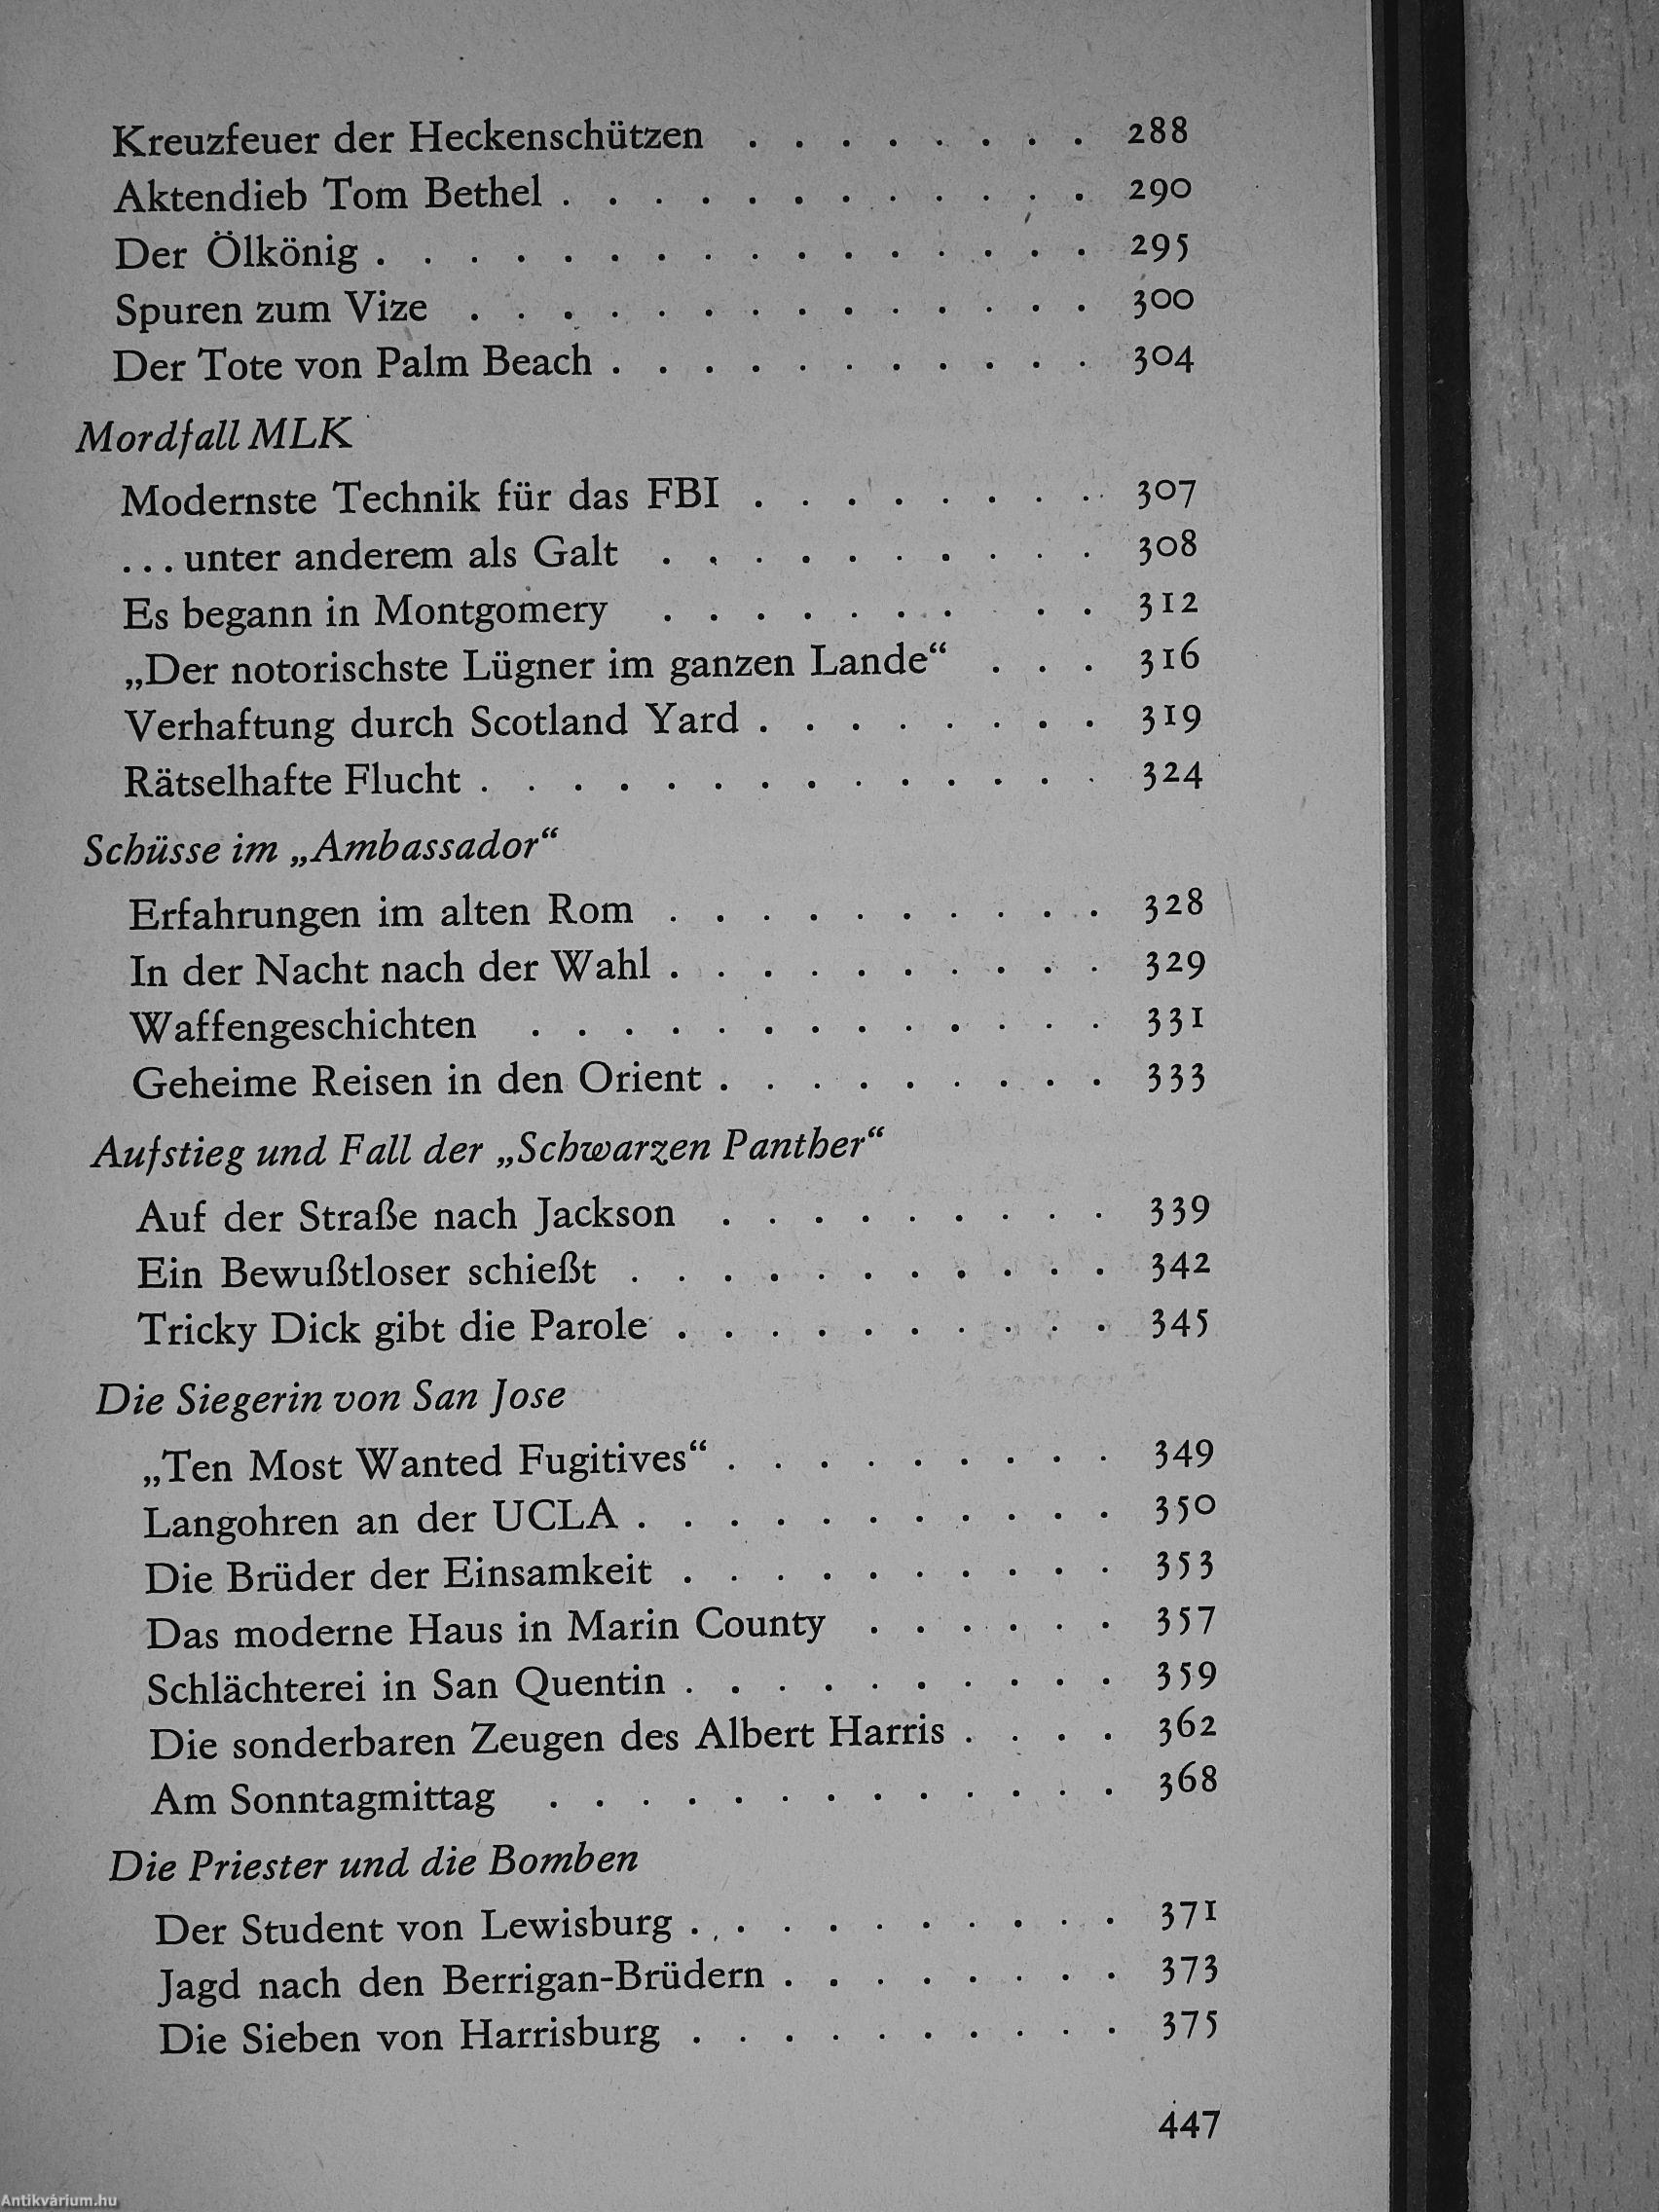 Kreuzfeuer der Heckenschützen . . . . . . . . 288
Aktendieb Tom Bethel . . . . . . . . . . . . 290
Der Ölkönig . . . . . . . . . . . . . . . . 295
Spuren zum Vize . . . . . . . . . . . . . . 300
Der Tote von Palm Beach . . . . . . . . . . . 304
Mordfall MLK
Modernste Technik für das FBI . . . . . . . . 307
... unter anderem als Galt . . . . . . . . . . 308
Es begann in Montgomery . . . . . . . . . 312
„Der notorischste Lügner im ganzen Lande“ . . . 316
Verhaftung durch Scotland Yard . . . . . . . . 319
Rätselhafte Flucht . . . . . . . . . . . . . . 324
Schüsse im „Ambassador“
Erfahrungen im alten Rom . . . . . . . . . . 328
In der Nacht nach der Wahl . . . . . . . . . . 329
Waffengeschichten . . . . . . . . . . . . . 331
Geheime Reisen in den Orient . . . . . . . . . 333
Aufstieg und Fall der „Schwarzen Panther“
Auf der Straße nach Jackson . . . . . . . . . 339
Ein Bewußtloser schießt . . . . . . . . . . . 342
Tricky Dick gibt die Parole . . . . . . . . . . 345
Die Siegerin von San Jose
„Ten Most Wanted Fugitives“ . . . . . . . . . 349
Langohren an der UCLA . . . . . . . . . . . 350
Die Brüder der Einsamkeit . . . . . . . . . . 353
Das moderne Haus in Marin County . . . . . . 357
Schlächterei in San Quentin . . . . . . . . . . 359
Die sonderbaren Zeugen des Albert Harris . . . . 362
Am Sonntagmittag . . . . . . . . . . . . . 368
Die Priester und die Bomben
Der Student von Lewisburg . . . . . . . . . . 371
Jagd nach den Berrigan-Brüdern . . . . . . . . 373
Die Sieben von Harrisburg . . . . . . . . . . 375
447
Antikvárium.hu